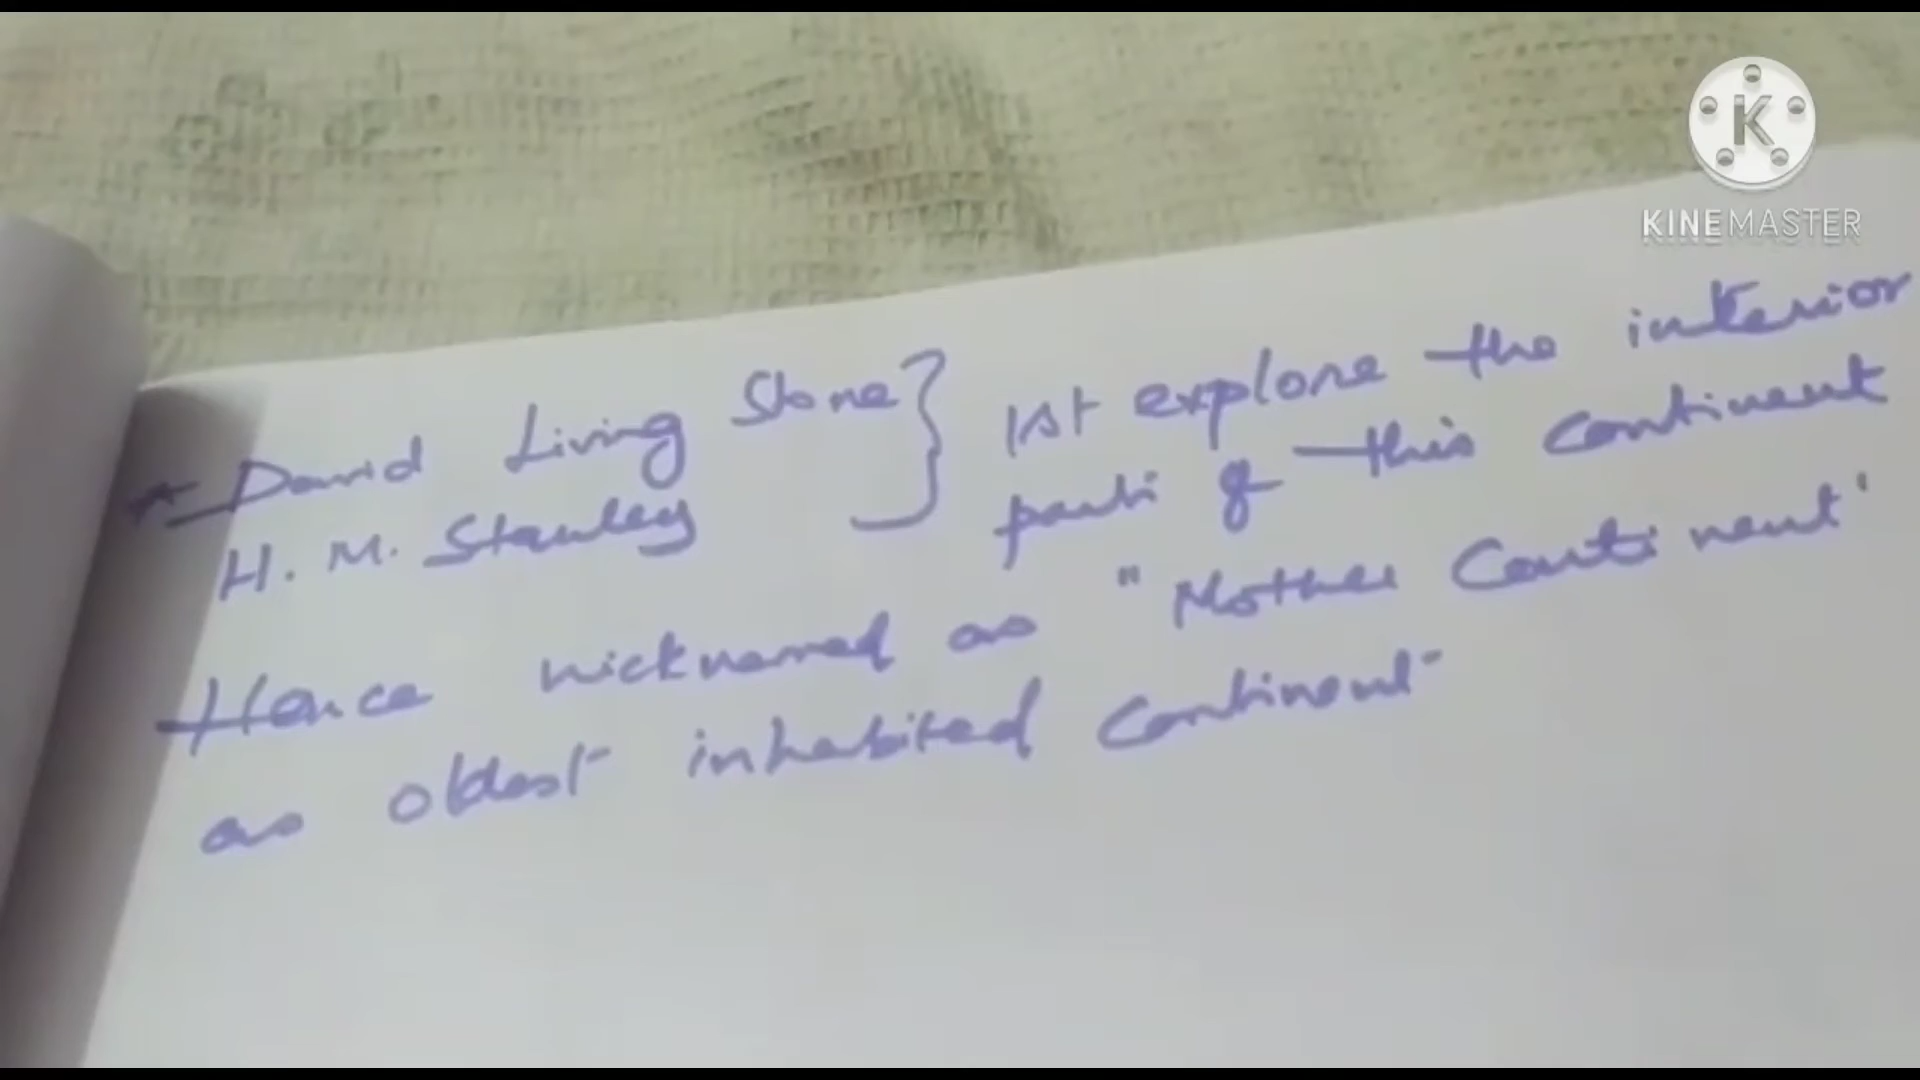 K
KINEMASTER
* David Living Stone } 1st explore the interior
H. M. Stanley parts of this continent
Hence nicknamed as "Mother Continent"
as oldest inhabited continent"